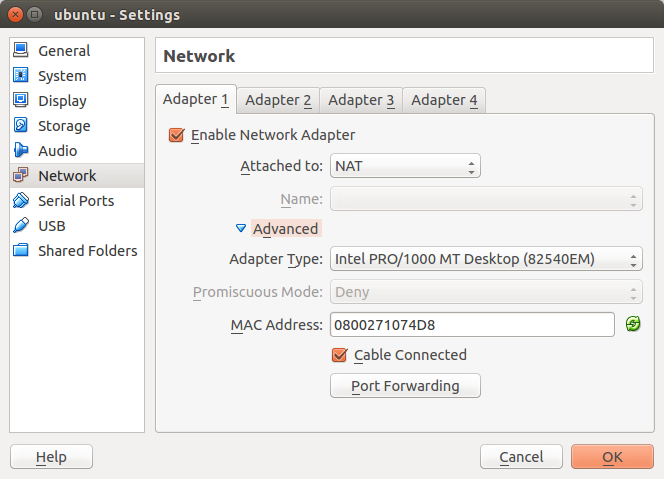 ubuntu - Settings
General
System
Display
Storage
Audio
Network
Serial Ports
USB
Shared Folders
Network
Adapter 1 Adapter 2 Adapter 3 Adapter 4
Enable Network Adapter
Attached to: NAT
Name:
Advanced
Adapter Type: Intel PRO/1000 MT Desktop (82540EM)
Promiscuous Mode: Deny
MAC Address: 0800271074D8
Cable Connected
Port Forwarding
Help Cancel OK